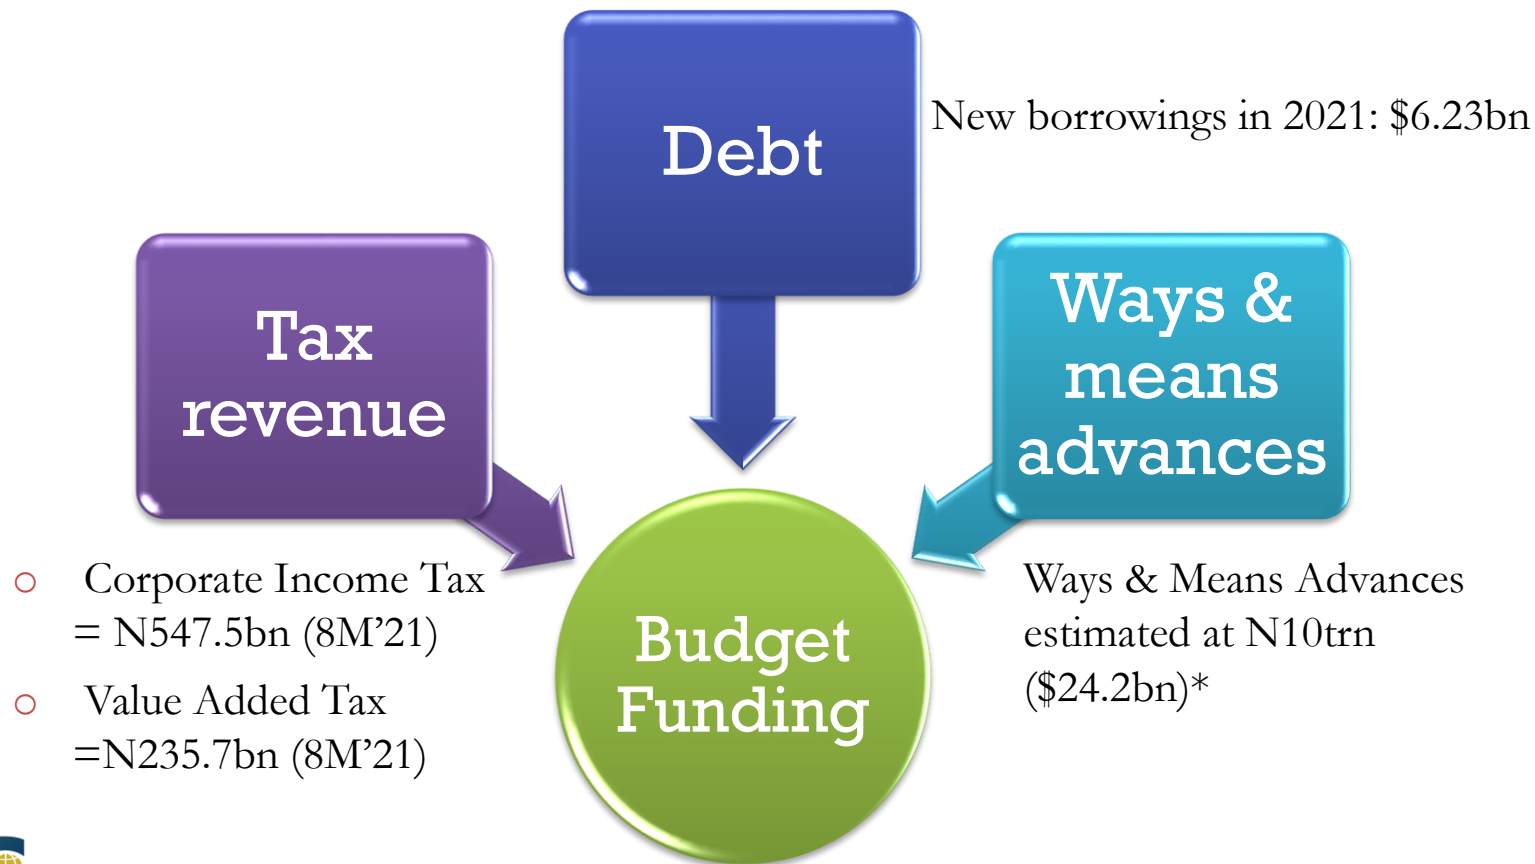 Debt
New borrowings in 2021: $6.23bn
Tax
revenue
Ways &
means
advances
○ Corporate Income Tax
= N547.5bn (8M’21)
○ Value Added Tax
=N235.7bn (8M’21)
Budget
Funding
Ways & Means Advances
estimated at N10trn
($24.2bn)*